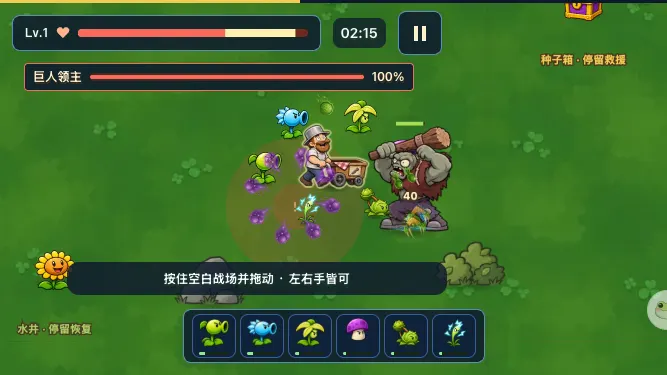 Lv.1
02:15
巨人领主
100%
种子箱 · 停留救援
40
按住空白战场并拖动 · 左右手皆可
水井 · 停留恢复